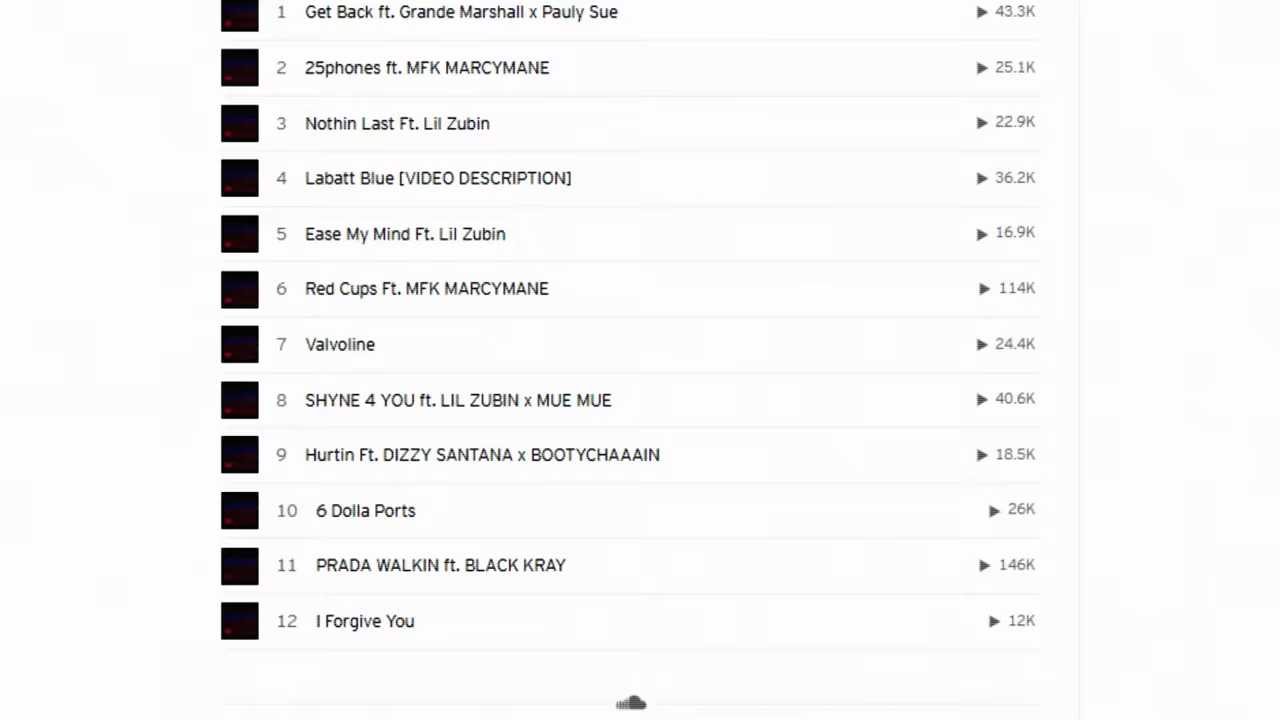 1 Get Back ft. Grande Marshall x Pauly Sue 43.3K
2 25phones ft. MFK MARCYMANE 25.1K
3 Nothin Last Ft. Lil Zubin 22.9K
4 Labatt Blue [VIDEO DESCRIPTION] 36.2K
5 Ease My Mind Ft. Lil Zubin 16.9K
6 Red Cups Ft. MFK MARCYMANE 114K
7 Valvoline 24.4K
8 SHYNE 4 YOU ft. LIL ZUBIN x MUE MUE 40.6K
9 Hurtin Ft. DIZZY SANTANA x BOOTYCHAAAIN 18.5K
10 6 Dolla Ports 26K
11 PRADA WALKIN ft. BLACK KRAY 146K
12 I Forgive You 12K